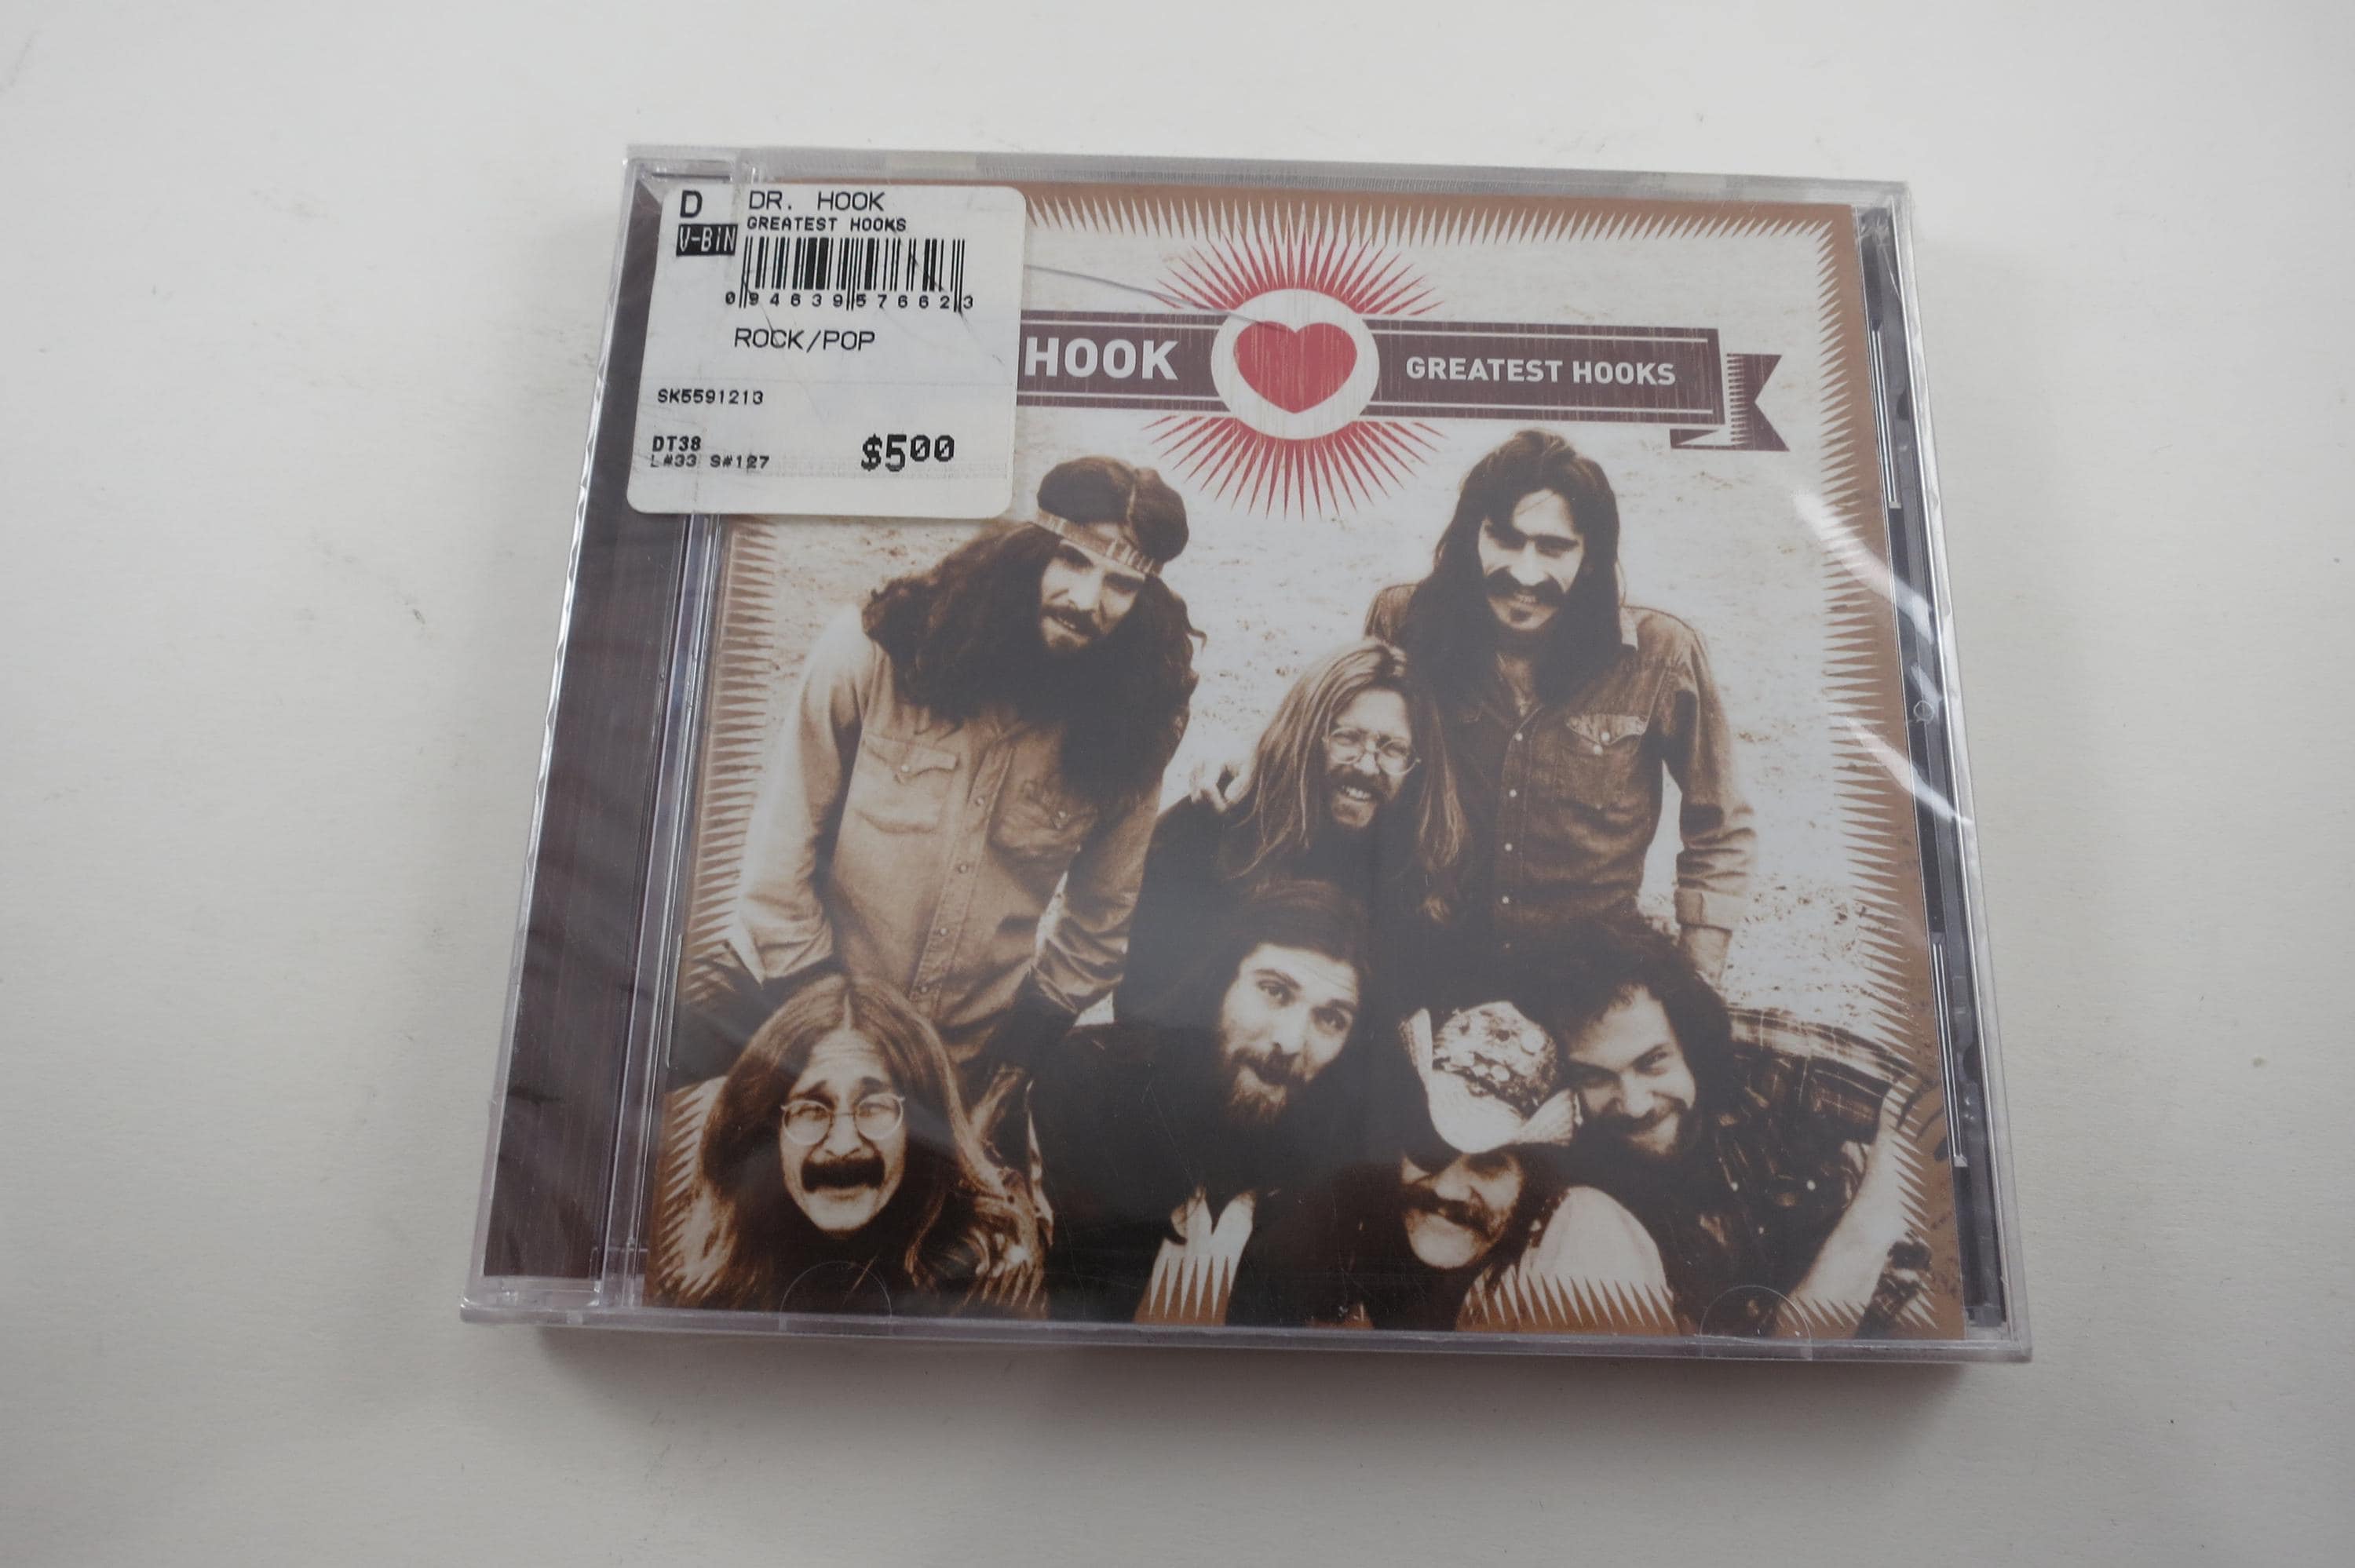 D DR. HOOK
V-BIN GREATEST HOOKS
0 94639 57662 3
ROCK/POP
SK5591213
DT38
L#33 S#127 $500
HOOK GREATEST HOOKS